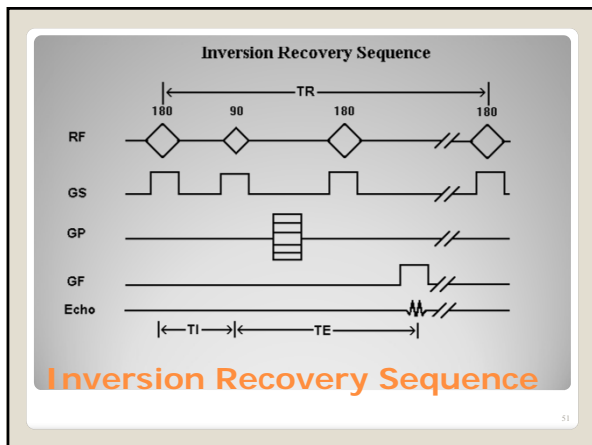 Inversion Recovery Sequence
TR
180 90 180 180
RF
GS
GP
GF
Echo
TI TE
Inversion Recovery Sequence
51